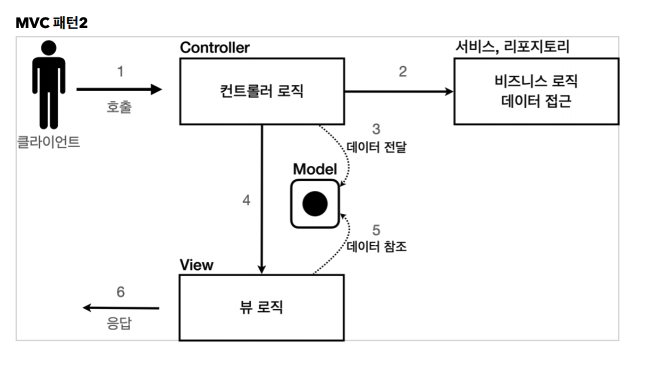 MVC 패턴2
Controller
서비스, 리포지토리
1
호출
컨트롤러 로직
2
비즈니스 로직
데이터 접근
클라이언트
3
데이터 전달
Model
4
5
데이터 참조
View
6
응답
뷰 로직